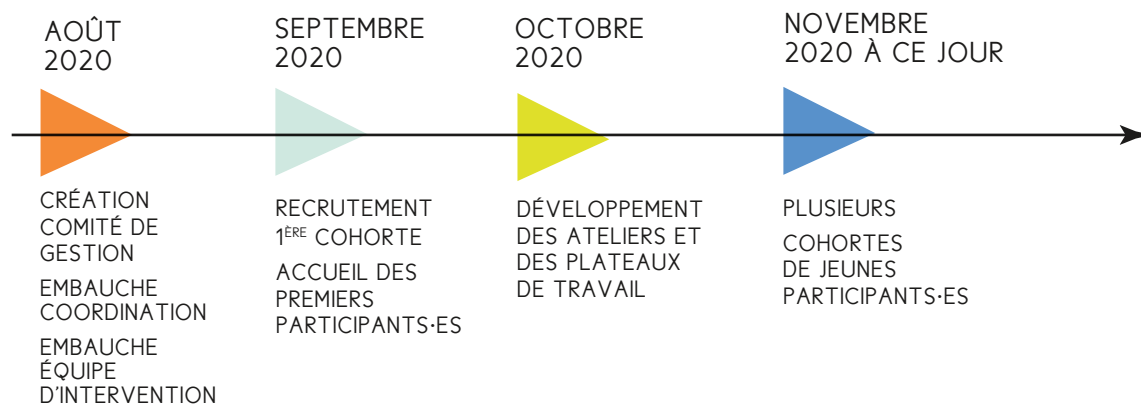 AOÛT
2020
CRÉATION
COMITÉ DE
GESTION
EMBAUCHE
COORDINATION
EMBAUCHE
ÉQUIPE
D'INTERVENTION
SEPTEMBRE
2020
RECRUTEMENT
1ÈRE COHORTE
ACCUEIL DES
PREMIERS
PARTICIPANTS·ES
OCTOBRE
2020
DÉVELOPPEMENT
DES ATELIERS ET
DES PLATEAUX
DE TRAVAIL
NOVEMBRE
2020 À CE JOUR
PLUSIEURS
COHORTES
DE JEUNES
PARTICIPANTS·ES